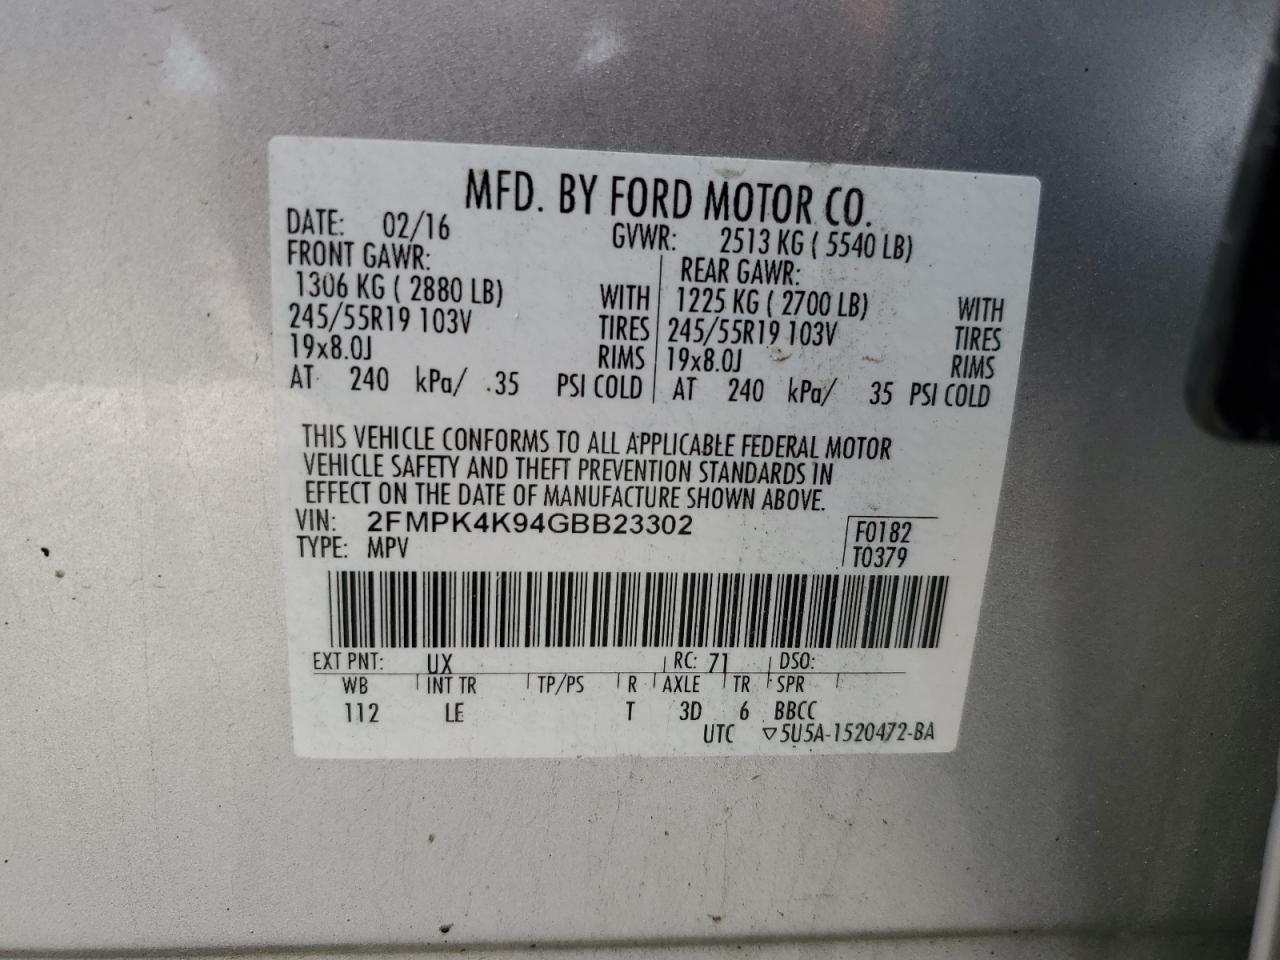 MFD. BY FORD MOTOR CO.
DATE: 02/16 GVWR: 2513 KG ( 5540 LB)
FRONT GAWR: REAR GAWR:
1306 KG ( 2880 LB) WITH 1225 KG ( 2700 LB) WITH
245/55R19 103V TIRES 245/55R19 103V TIRES
19x8.0J RIMS 19x8.0J RIMS
AT 240 kPa/ 35 PSI COLD AT 240 kPa/ 35 PSI COLD
THIS VEHICLE CONFORMS TO ALL APPLICABLE FEDERAL MOTOR
VEHICLE SAFETY AND THEFT PREVENTION STANDARDS IN
EFFECT ON THE DATE OF MANUFACTURE SHOWN ABOVE.
VIN: 2FMPK4K94GBB23302 F0182
TYPE: MPV T0379
EXT PNT: UX RC: 71 DSO:
WB INT TR TP/PS R AXLE TR SPR
112 LE T 3D 6 BBCC
UTC ▽5U5A-1520472-BA